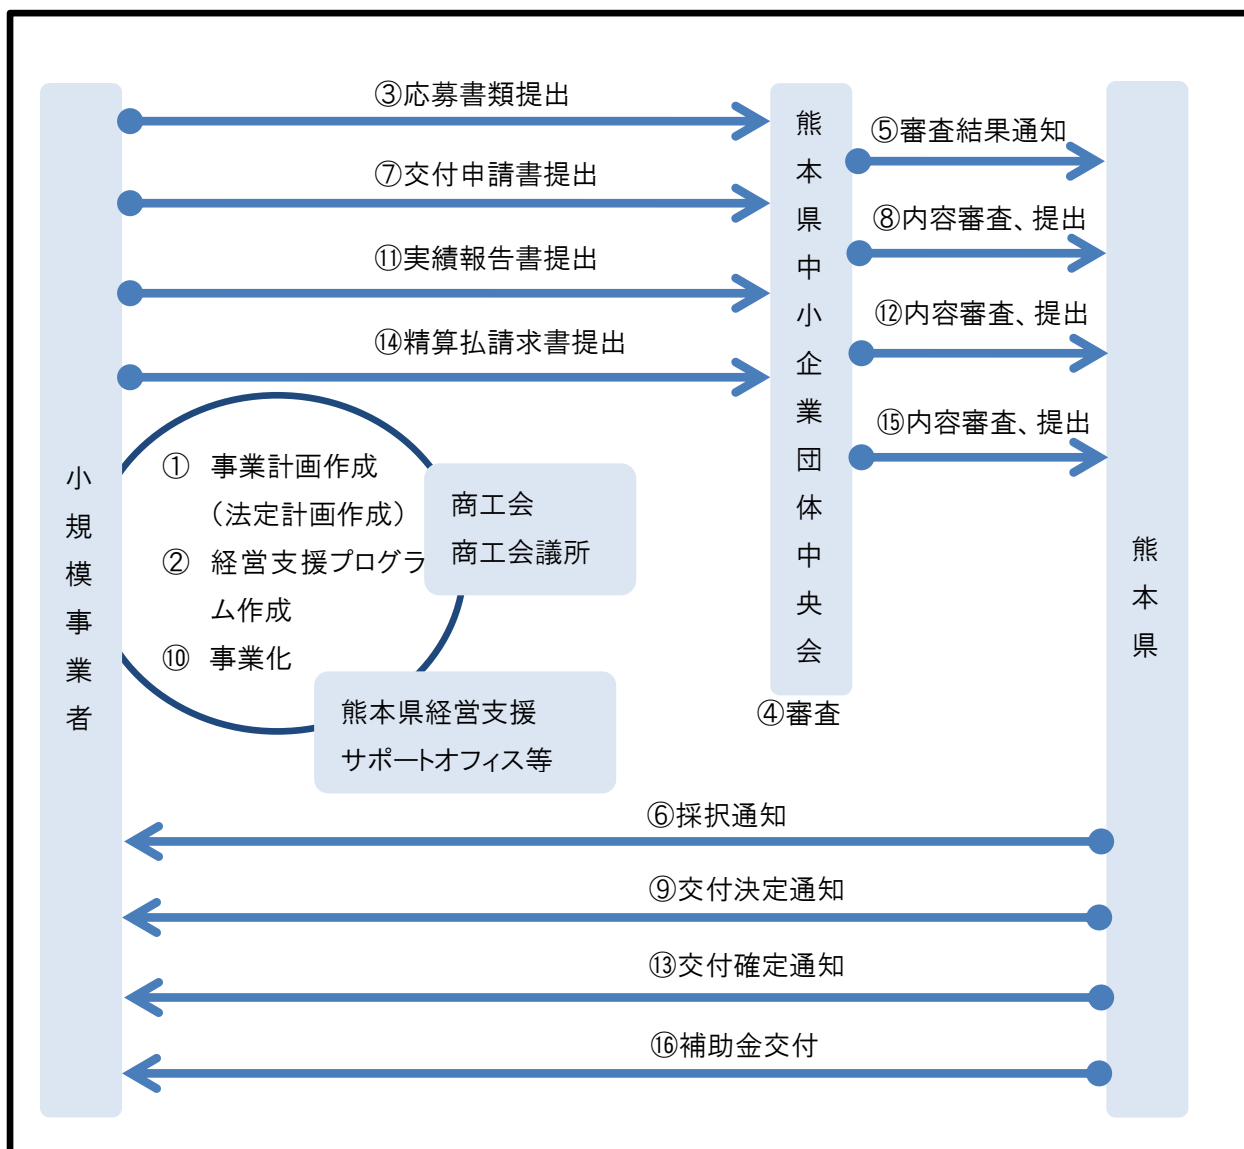 ③応募書類提出
⑦交付申請書提出
⑪実績報告書提出
⑭精算払請求書提出
小規模事業者
① 事業計画作成
（法定計画作成）
② 経営支援プログラ
ム作成
⑩ 事業化
商工会
商工会議所
熊本県経営支援
サポートオフィス等
熊本県中小企業団体中央会
④審査
⑤審査結果通知
⑧内容審査、提出
⑫内容審査、提出
⑮内容審査、提出
熊本県
⑥採択通知
⑨交付決定通知
⑬交付確定通知
⑯補助金交付